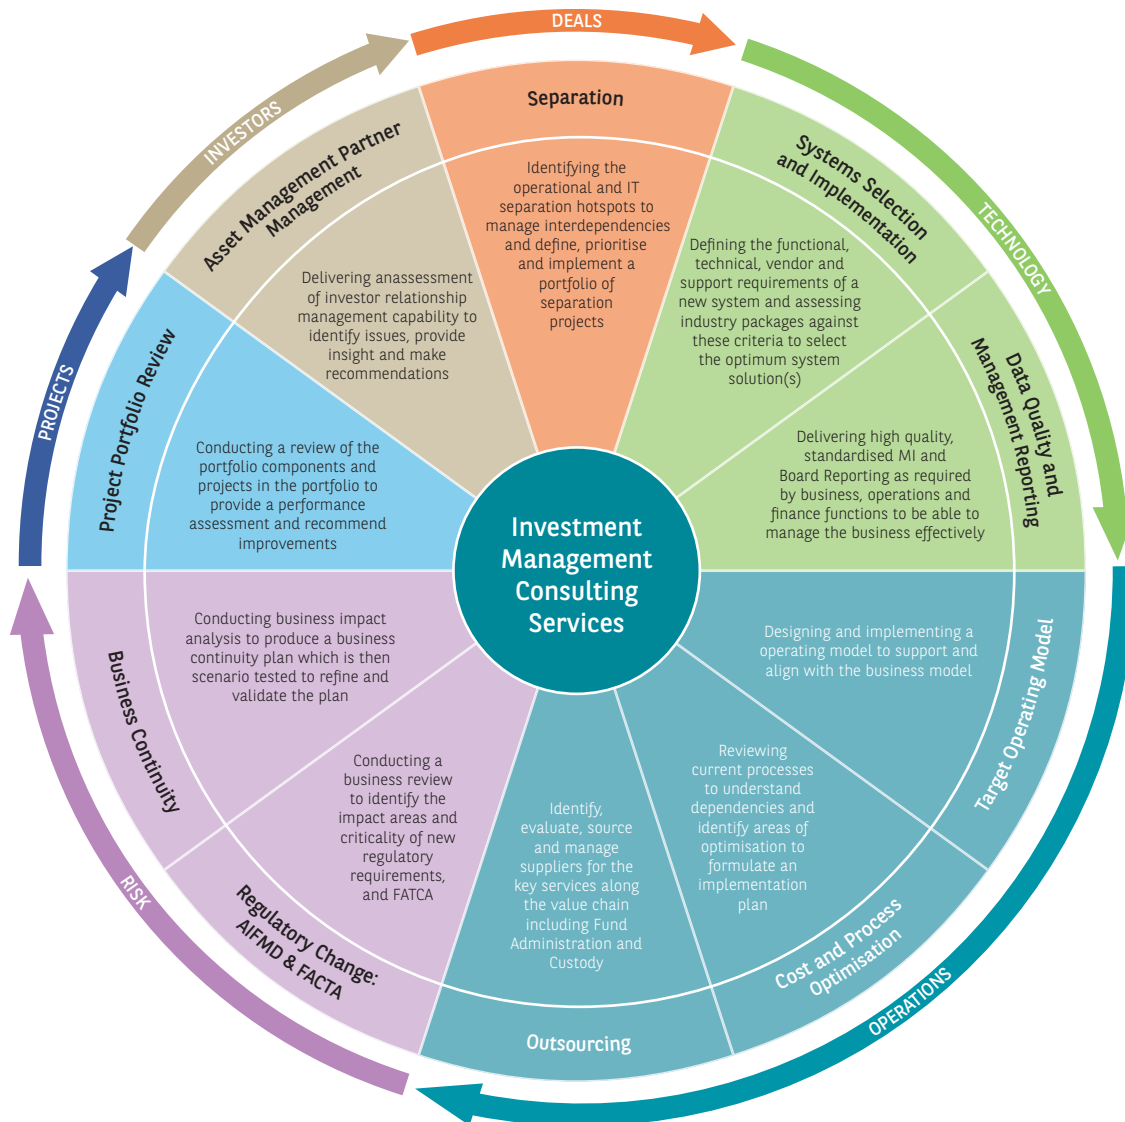 DEALS
Separation
Identifying the
operational and IT
separation hotspots to
manage interdependencies
and define, prioritise
and implement a
portfolio of
separation
projects
TECHNOLOGY
Systems Selection
and Implementation
Defining the functional,
technical, vendor and
support requirements of a
new system and assessing
industry packages against
these criteria to select
the optimum system
solution(s)
Data Quality and
Management Reporting
Delivering high quality,
standardised MI and
Board Reporting as required
by business, operations and
finance functions to be able to
manage the business effectively
OPERATIONS
Target Operating Model
Designing and implementing a
operating model to support and
align with the business model
Cost and Process
Optimisation
Reviewing
current processes
to understand
dependencies and
identify areas of
optimisation to
formulate an
implementation
plan
Outsourcing
Identify,
evaluate, source
and manage
suppliers for the
key services along
the value chain
including Fund
Administration and
Custody
RISK
Regulatory Change:
AIFMD & FACTA
Conducting a
business review
to identify the
impact areas and
criticality of new
regulatory
requirements,
and FATCA
Business Continuity
Conducting business impact
analysis to produce a business
continuity plan which is then
scenario tested to refine and
validate the plan
PROJECTS
Project Portfolio Review
Conducting a review of the
portfolio components and
projects in the portfolio to
provide a performance
assessment and recommend
improvements
INVESTORS
Asset Management Partner
Management
Delivering anassessment
of investor relationship
management capability to
identify issues, provide
insight and make
recommendations
Investment
Management
Consulting
Services